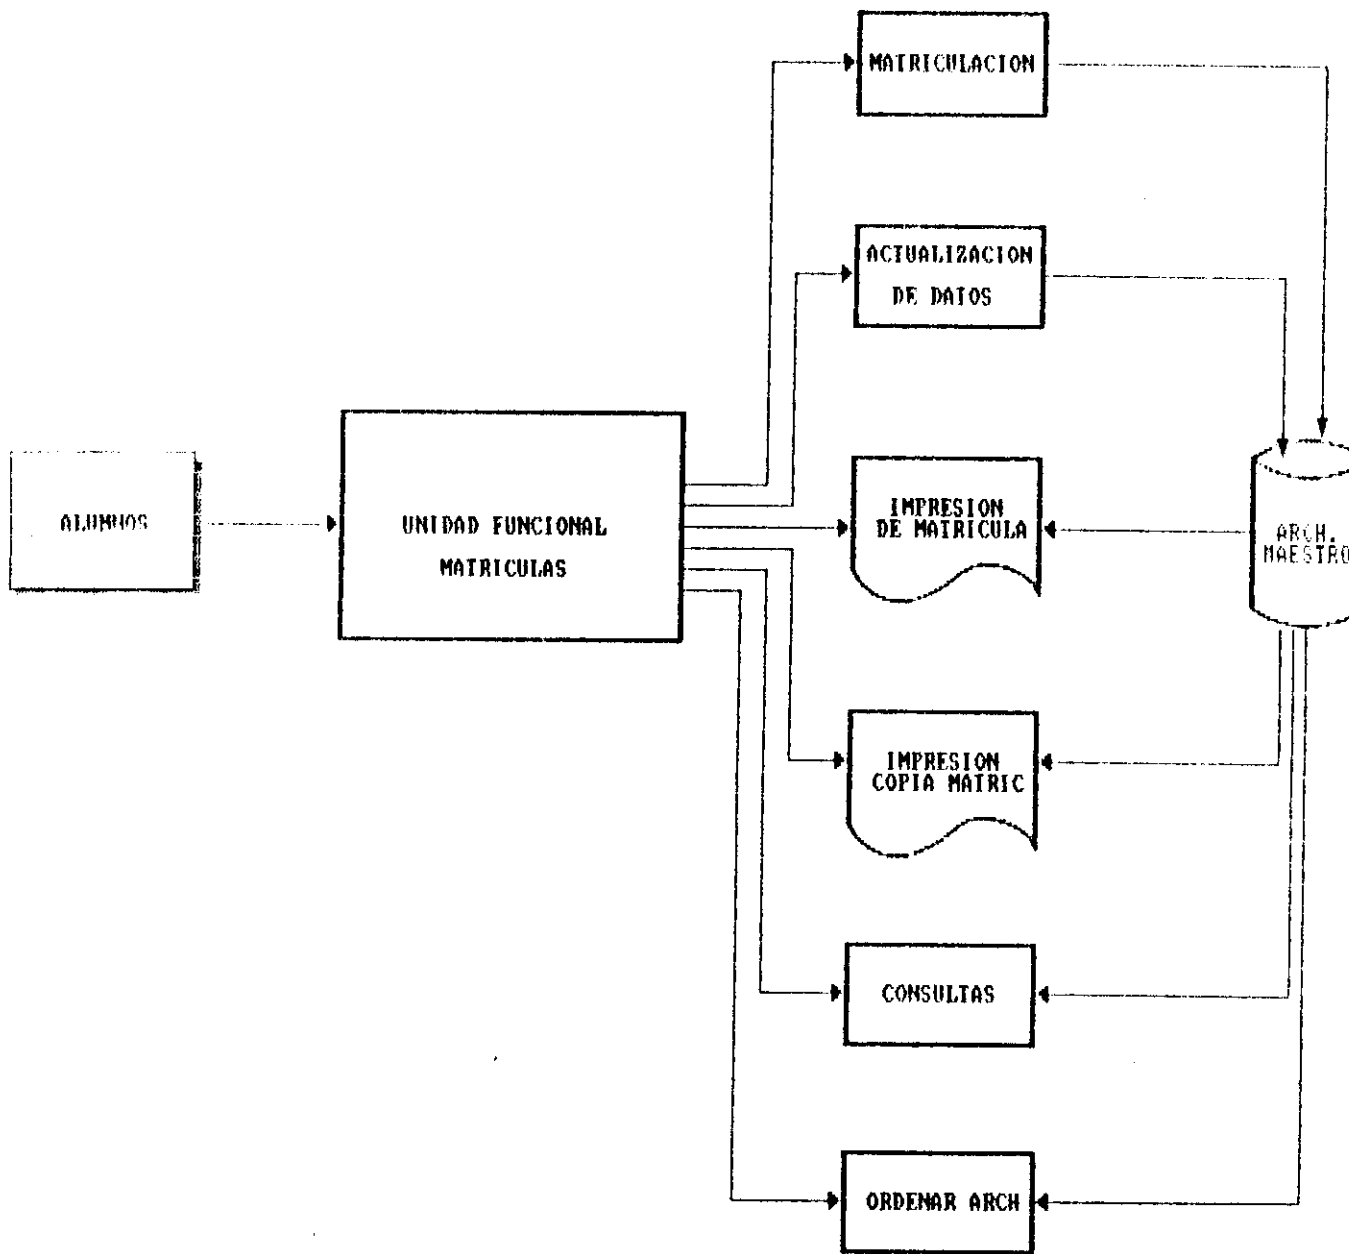 MATRICULACION
ACTUALIZACION
DE DATOS
ALUMNOS
UNIDAD FUNCIONAL
MATRICULAS
IMPRESION
DE MATRICULA
ARCH.
MAESTRO
IMPRESION
COPIA MATRIC
CONSULTAS
ORDENAR ARCH